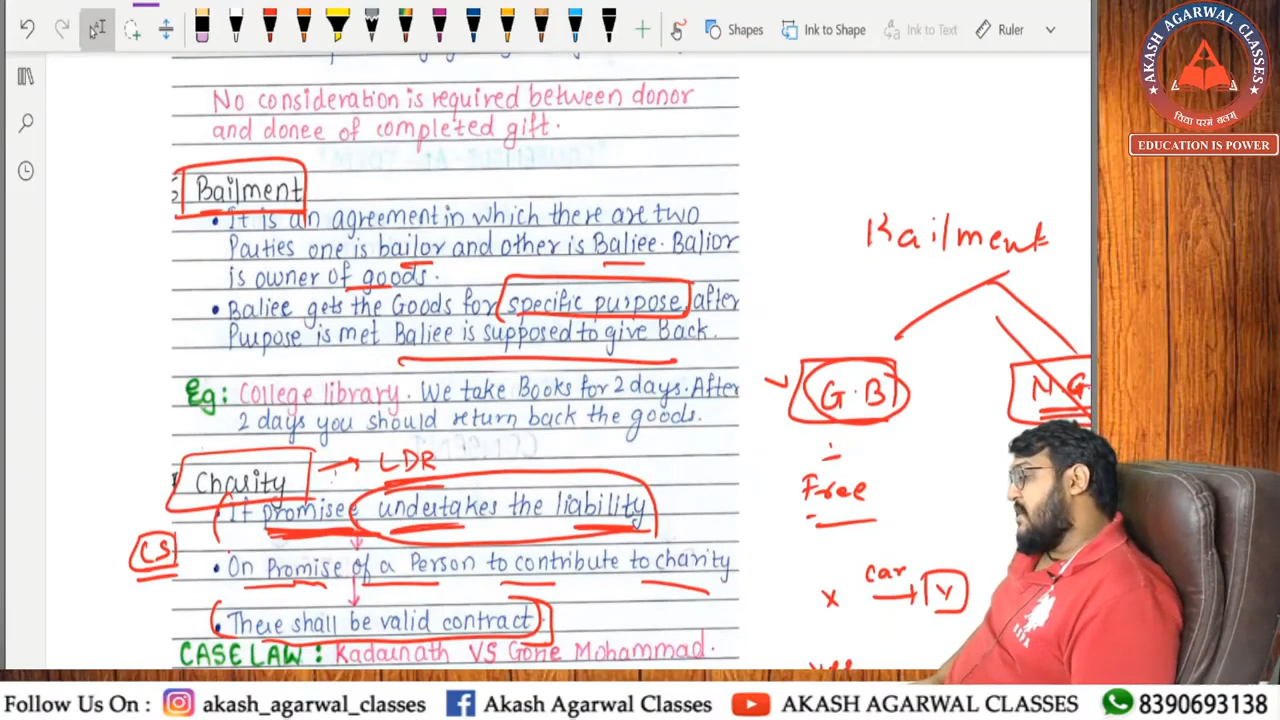 Shapes
Ink to Shape
Ink to Text
Ruler
AKASH AGARWAL CLASSES
विद्या परमं बलम्
EDUCATION IS POWER
No consideration is required between donor
and donee of completed gift.
Bailment
• It is an agreement in which there are two
Parties one is bailor and other is Baliee. Balior
is owner of goods.
• Baliee gets the Goods for specific purpose after
Purpose is met Baliee is supposed to give Back.
Eg: College library. We take Books for 2 days. After
2 days you should return back the goods.
Charity → LDR
• If promisee undertakes the liability
CS
• On Promise of a Person to contribute to charity
• There shall be valid contract.
CASE LAW: Kadarnath VS Gorie Mohammad.
Bailment
G.B
N G
Free
X car → Y
yes
Follow Us On :
akash_agarwal_classes
Akash Agarwal Classes
AKASH AGARWAL CLASSES
8390693138